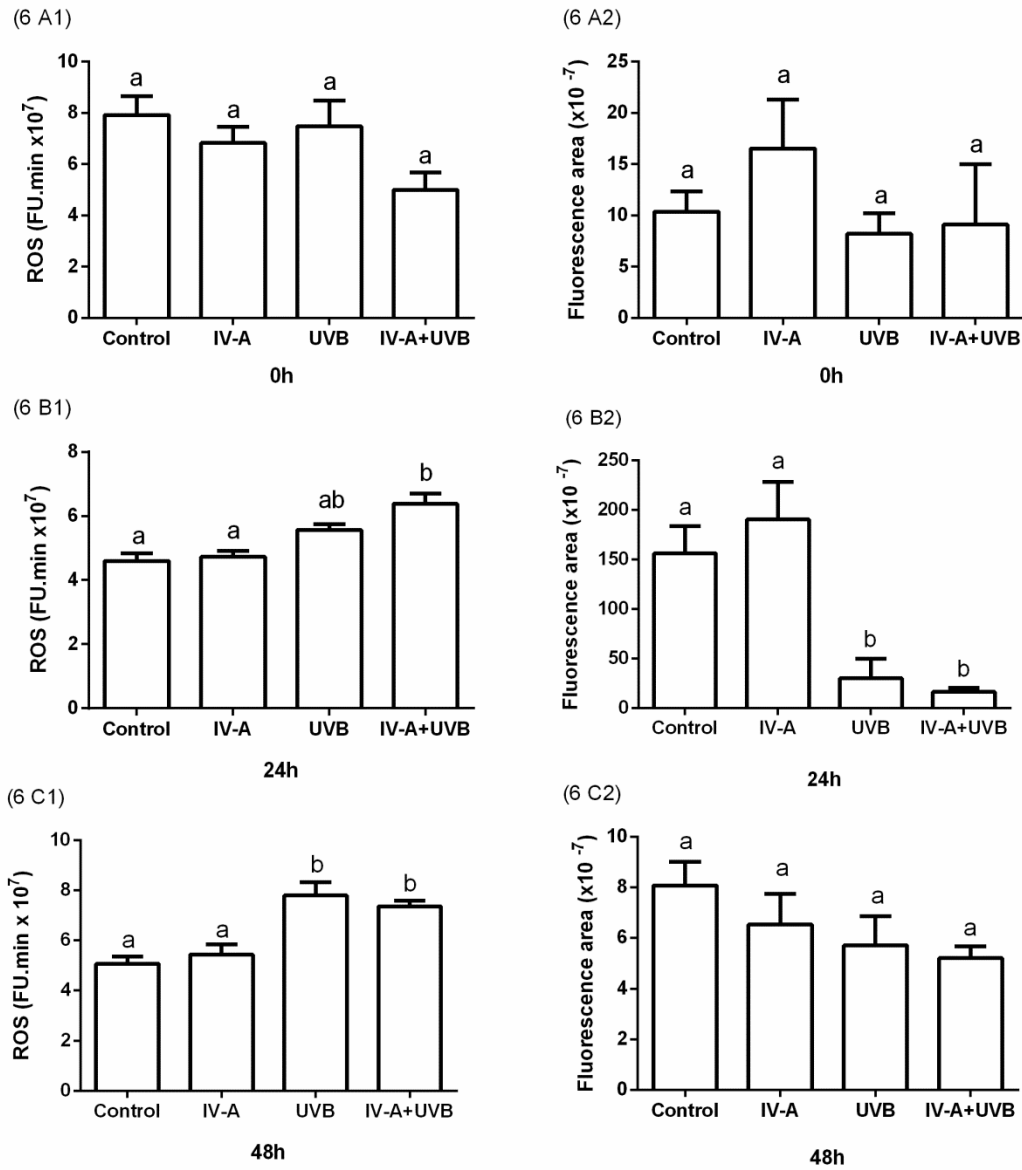 (6 A1)
ROS (FU.min x10⁷)
10
8
6
4
2
0
a
a
a
a
Control IV-A UVB IV-A+UVB
0h
(6 A2)
Fluorescence area (x10 ⁻⁷)
25
20
15
10
5
0
a
a
a
a
Control IV-A UVB IV-A+UVB
0h
(6 B1)
ROS (FU.min x10⁷)
8
6
4
2
0
a
a
ab
b
Control IV-A UVB IV-A+UVB
24h
(6 B2)
Fluorescence area (x10 ⁻⁷)
250
200
150
100
50
0
a
a
b
b
Control IV-A UVB IV-A+UVB
24h
(6 C1)
ROS (FU.min x 10⁷)
10
8
6
4
2
0
a
a
b
b
Control IV-A UVB IV-A+UVB
48h
(6 C2)
Fluorescence area (x10 ⁻⁷)
10
8
6
4
2
0
a
a
a
a
Control IV-A UVB IV-A+UVB
48h